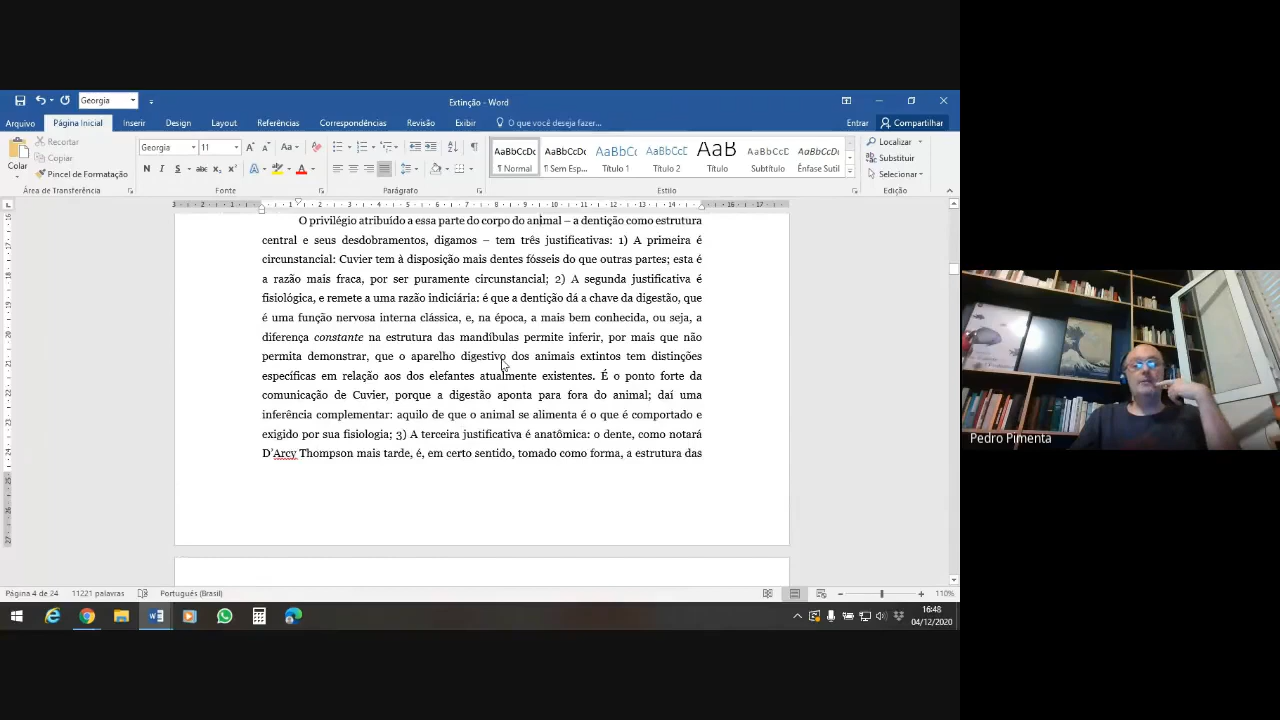 Georgia
Extinção - Word
Arquivo Página Inicial Inserir Design Layout Referências Correspondências Revisão Exibir O que você deseja fazer... Entrar Compartilhar
Recortar
Copiar
Pincel de Formatação
Colar
Georgia 11
N I S abc X₂ X²
AaBbCcDc AaBbCcDc AaBbCc AaBbCcD AaB AaBbCcD AaBbCcDc
¶ Normal ¶ Sem Esp... Título 1 Título 2 Título Subtítulo Ênfase Sutil
Localizar
Substituir
Selecionar
Área de Transferência Fonte Parágrafo Estilo Edição
O privilégio atribuído a essa parte do corpo do animal – a dentição como estrutura
central e seus desdobramentos, digamos – tem três justificativas: 1) A primeira é
circunstancial: Cuvier tem à disposição mais dentes fósseis do que outras partes; esta é
a razão mais fraca, por ser puramente circunstancial; 2) A segunda justificativa é
fisiológica, e remete a uma razão indiciária: é que a dentição dá a chave da digestão, que
é uma função nervosa interna clássica, e, na época, a mais bem conhecida, ou seja, a
diferença constante na estrutura das mandíbulas permite inferir, por mais que não
permita demonstrar, que o aparelho digestivo dos animais extintos tem distinções
específicas em relação aos dos elefantes atualmente existentes. É o ponto forte da
comunicação de Cuvier, porque a digestão aponta para fora do animal; daí uma
inferência complementar: aquilo de que o animal se alimenta é o que é comportado e
exigido por sua fisiologia; 3) A terceira justificativa é anatômica: o dente, como notará
D'Arcy Thompson mais tarde, é, em certo sentido, tomado como forma, a estrutura das
Pedro Pimenta
Página 4 de 24 11221 palavras Português (Brasil) 110%
16:48
04/12/2020